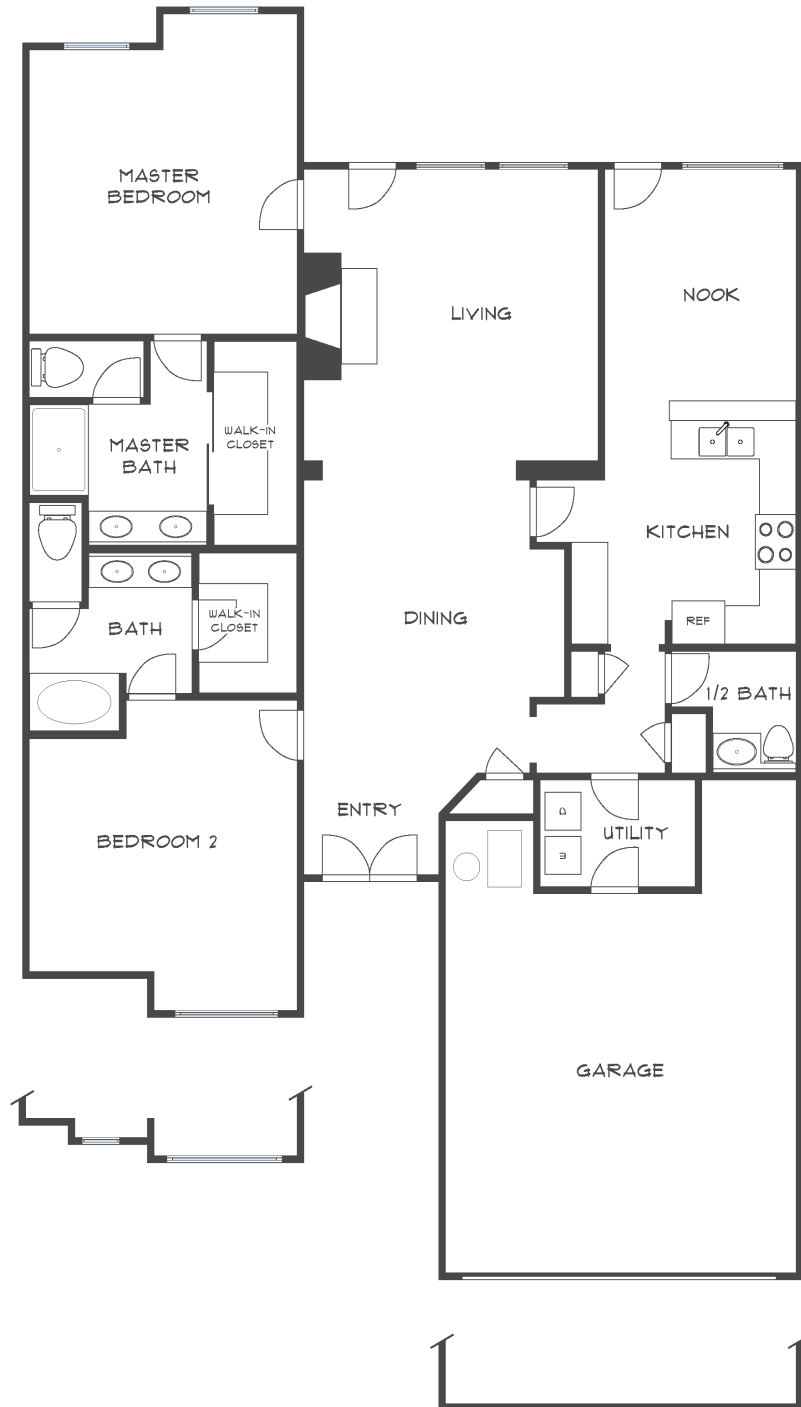 MASTER
BEDROOM
LIVING
NOOK
WALK-IN
CLOSET
MASTER
BATH
KITCHEN
WALK-IN
CLOSET
BATH
DINING
REF
1/2 BATH
ENTRY
D
UTILITY
BEDROOM 2
W
GARAGE